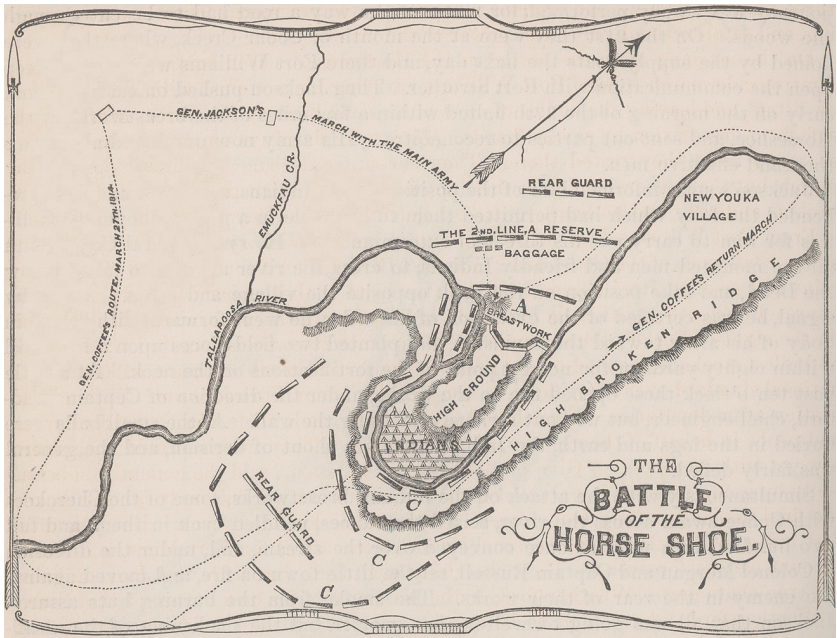 GEN. JACKSON'S
MARCH WITH THE MAIN ARMY
EMUCKFAU CR.
GEN. COFFEE'S ROUTE; MARCH 27TH, 1814.
TALLAPOOSA RIVER
REAR GUARD
THE 2ND. LINE, A RESERVE
BAGGAGE
NEW YOUKA
VILLAGE
A
BREASTWORK
GEN. COFFEE'S RETURN MARCH
HIGH BROKEN RIDGE
HIGH GROUND
INDIANS
C
REAR GUARD
C
THE
BATTLE
OF THE
HORSE SHOE.